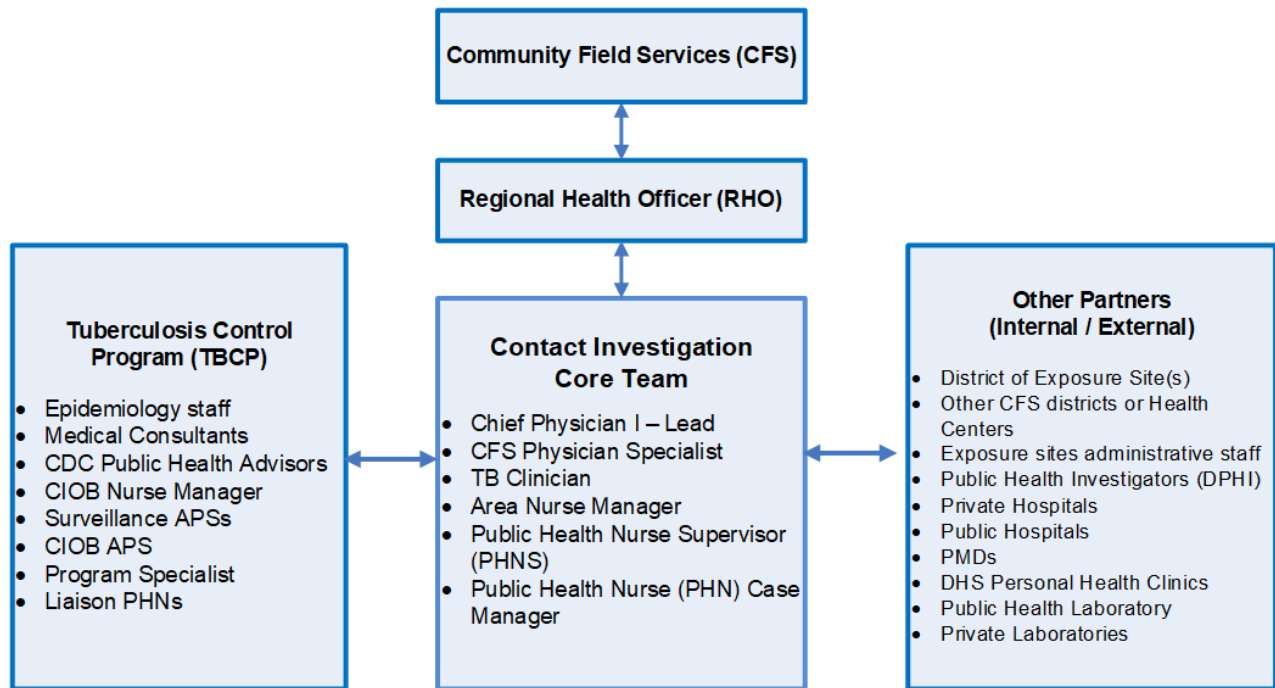 Community Field Services (CFS)
Regional Health Officer (RHO)
Tuberculosis Control
Program (TBCP)
• Epidemiology staff
• Medical Consultants
• CDC Public Health Advisors
• CIOB Nurse Manager
• Surveillance APSs
• CIOB APS
• Program Specialist
• Liaison PHNs
Contact Investigation
Core Team
• Chief Physician I – Lead
• CFS Physician Specialist
• TB Clinician
• Area Nurse Manager
• Public Health Nurse Supervisor
(PHNS)
• Public Health Nurse (PHN) Case
Manager
Other Partners
(Internal / External)
• District of Exposure Site(s)
• Other CFS districts or Health
Centers
• Exposure sites administrative staff
• Public Health Investigators (DPHI)
• Private Hospitals
• Public Hospitals
• PMDs
• DHS Personal Health Clinics
• Public Health Laboratory
• Private Laboratories